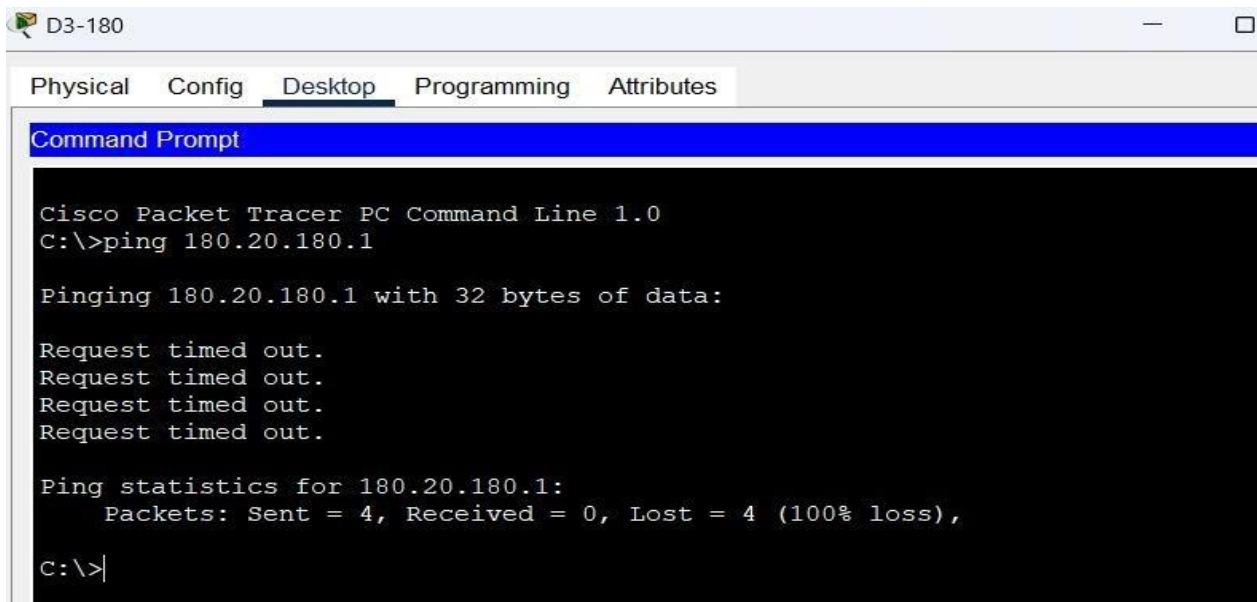 D3-180
Physical Config Desktop Programming Attributes
Command Prompt
Cisco Packet Tracer PC Command Line 1.0
C:\>ping 180.20.180.1
Pinging 180.20.180.1 with 32 bytes of data:
Request timed out.
Request timed out.
Request timed out.
Request timed out.
Ping statistics for 180.20.180.1:
Packets: Sent = 4, Received = 0, Lost = 4 (100% loss),
C:\>